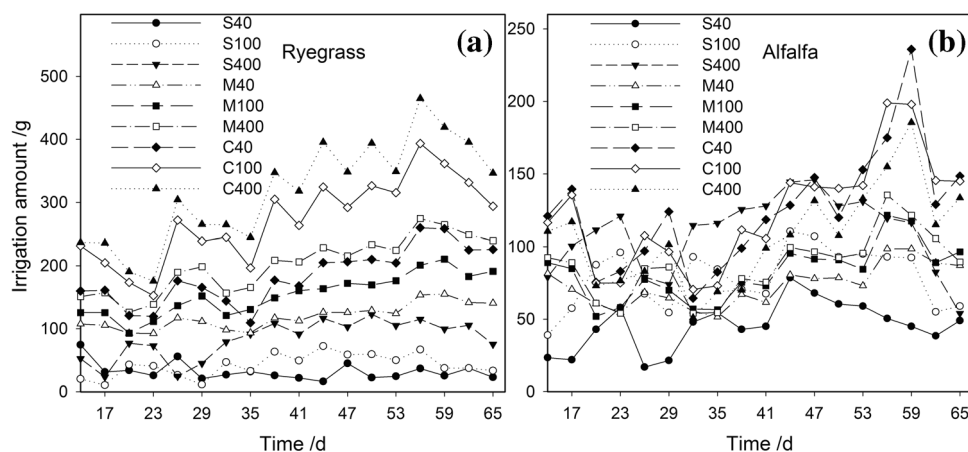 (a)
Ryegrass
S40
S100
S400
M40
M100
M400
C40
C100
C400
Irrigation amount /g
500
400
300
200
100
0
17 23 29 35 41 47 53 59 65
Time /d
(b)
Alfalfa
S40
S100
S400
M40
M100
M400
C40
C100
C400
250
200
150
100
50
0
17 23 29 35 41 47 53 59 65
Time /d